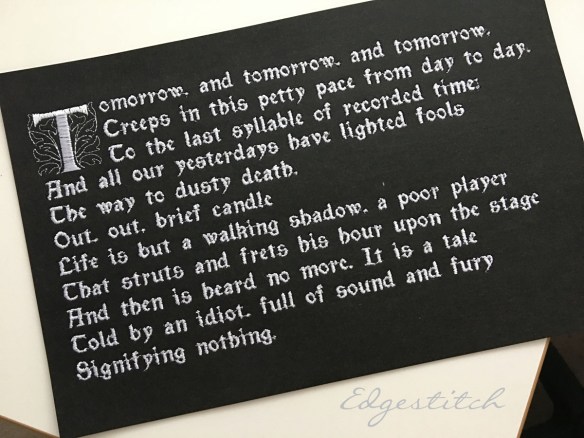 Tomorrow, and tomorrow, and tomorrow,
Creeps in this petty pace from day to day,
To the last syllable of recorded time;
And all our yesterdays have lighted fools
The way to dusty death.
Out, out, brief candle
Life is but a walking shadow, a poor player
That struts and frets his hour upon the stage
And then is heard no more. It is a tale
Told by an idiot, full of sound and fury
Signifying nothing.
Edgestitch